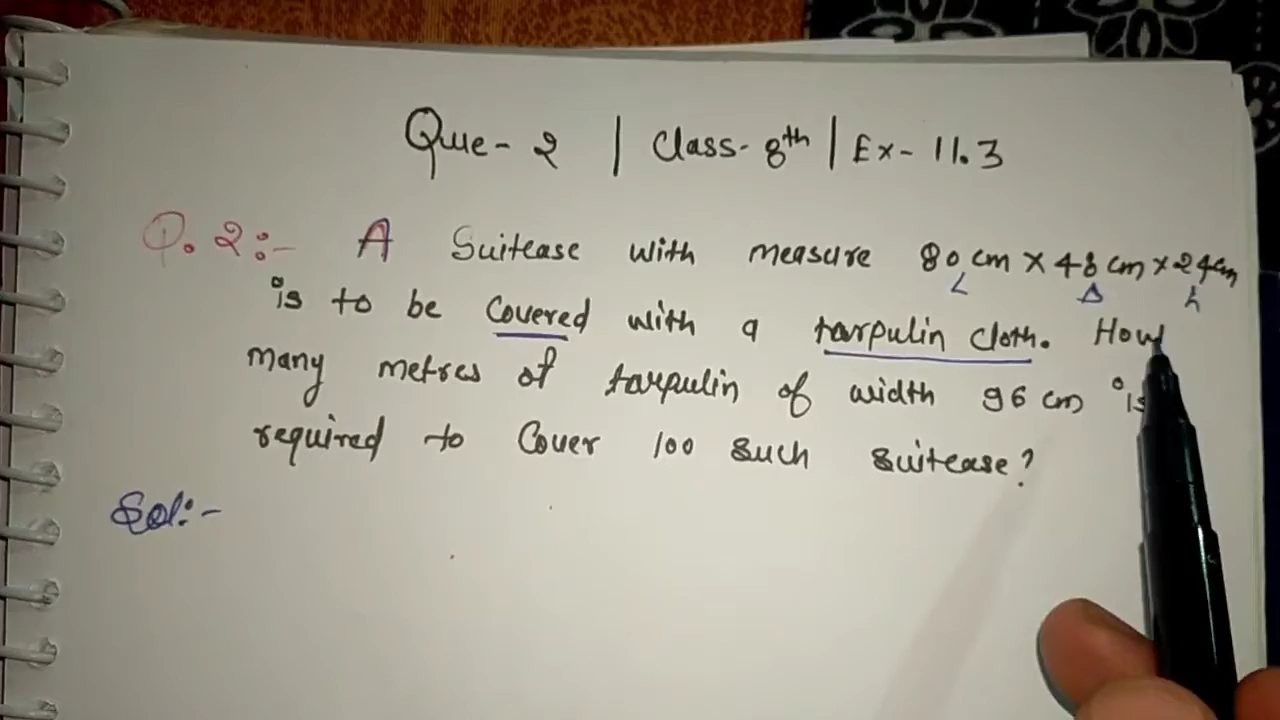 Que- 2 | Class- 8th | Ex- 11.3
Q. 2:- A Suitease with measure 80 cm x 48 cm x 24 cm
L b h
is to be Covered with a tarpulin cloth. How
many metres of tarpulin of width 96 cm is
required to Cover 100 such suitease?
Sol:-